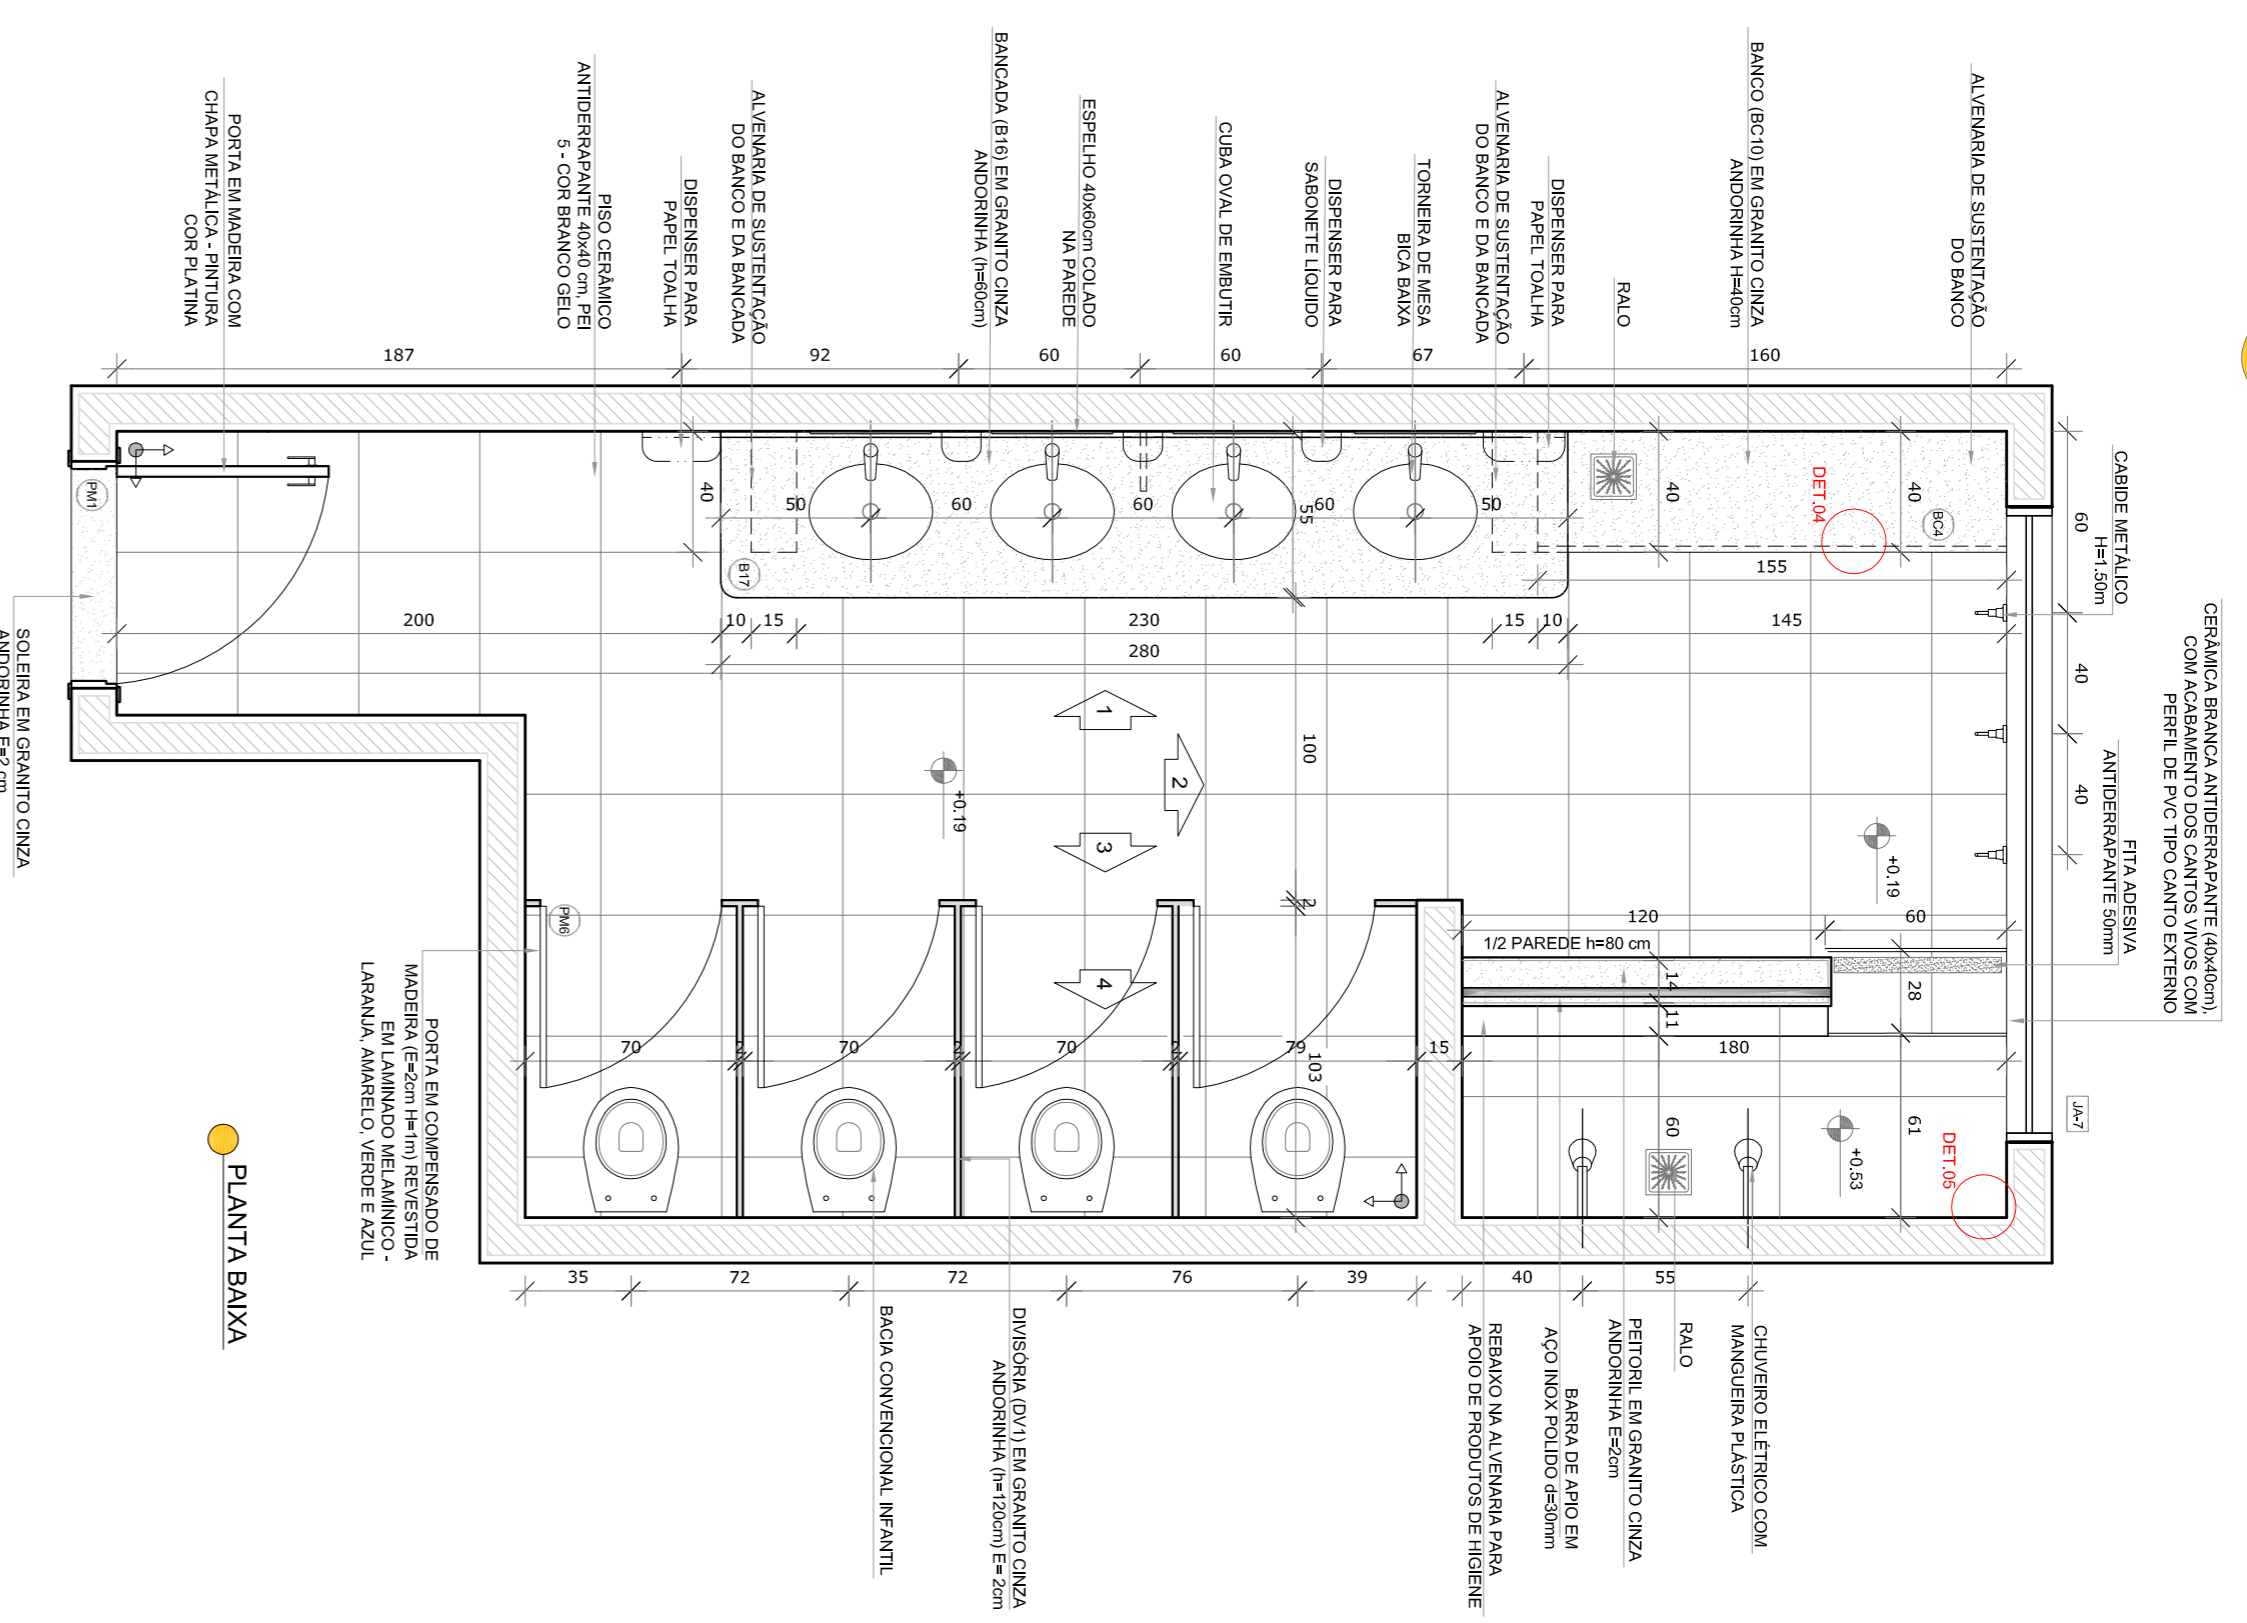 ALVENARIA DE SUSTENTAÇÃO
DO BANCO
BANCO (BC10) EM GRANITO CINZA
ANDORINHA H=40cm
RALO
DISPENSER PARA
PAPEL TOALHA
ALVENARIA DE SUSTENTAÇÃO
DO BANCO E DA BANCADA
TORNEIRA DE MESA
BICA BAIXA
DISPENSER PARA
SABONETE LÍQUIDO
CUBA OVAL DE EMBUTIR
ESPELHO 40x60cm COLADO
NA PAREDE
BANCADA (B16) EM GRANITO CINZA
ANDORINHA (h=60cm)
ALVENARIA DE SUSTENTAÇÃO
DO BANCO E DA BANCADA
DISPENSER PARA
PAPEL TOALHA
PISO CERÂMICO
ANTIDERRAPANTE 40x40 cm, PEI
5 - COR BRANCO GELO
PORTA EM MADEIRA COM
CHAPA METÁLICA - PINTURA
COR PLATINA
187
92
60
60
67
160
CABIDE METÁLICO
H=1.50m
CERÂMICA BRANCA ANTIDERRAPANTE (40x40cm),
COM ACABAMENTO DOS CANTOS VIVOS COM
PERFIL DE PVC TIPO CANTO EXTERNO
FITA ADESIVA
ANTIDERRAPANTE 50mm
60
40
40
JA-7
PM1
40
50
60
60
55
60
50
40
40
DET.04
BC4
B17
155
200
10
15
230
15
10
145
280
1
2
3
4
100
+0.19
+0.19
2
PM6
120
60
1/2 PAREDE h=80 cm
14
11
28
70
2
70
2
70
2
79
103
15
180
60
61
+0.53
DET.05
35
72
72
76
39
40
55
SOLEIRA EM GRANITO CINZA
ANDORINHA E=2 cm
PORTA EM COMPENSADO DE
MADEIRA (E=2cm H=1m) REVESTIDA
EM LAMINADO MELAMÍNICO -
LARANJA, AMARELO, VERDE E AZUL
BACIA CONVENCIONAL INFANTIL
DIVISÓRIA (DV1) EM GRANITO CINZA
ANDORINHA (h=120cm) E= 2cm
REBAIXO NA ALVENARIA PARA
APOIO DE PRODUTOS DE HIGIENE
BARRA DE APIO EM
AÇO INOX POLIDO d=30mm
PEITORIL EM GRANITO CINZA
ANDORINHA E=2cm
RALO
CHUVEIRO ELÉTRICO COM
MANGUEIRA PLÁSTICA
PLANTA BAIXA